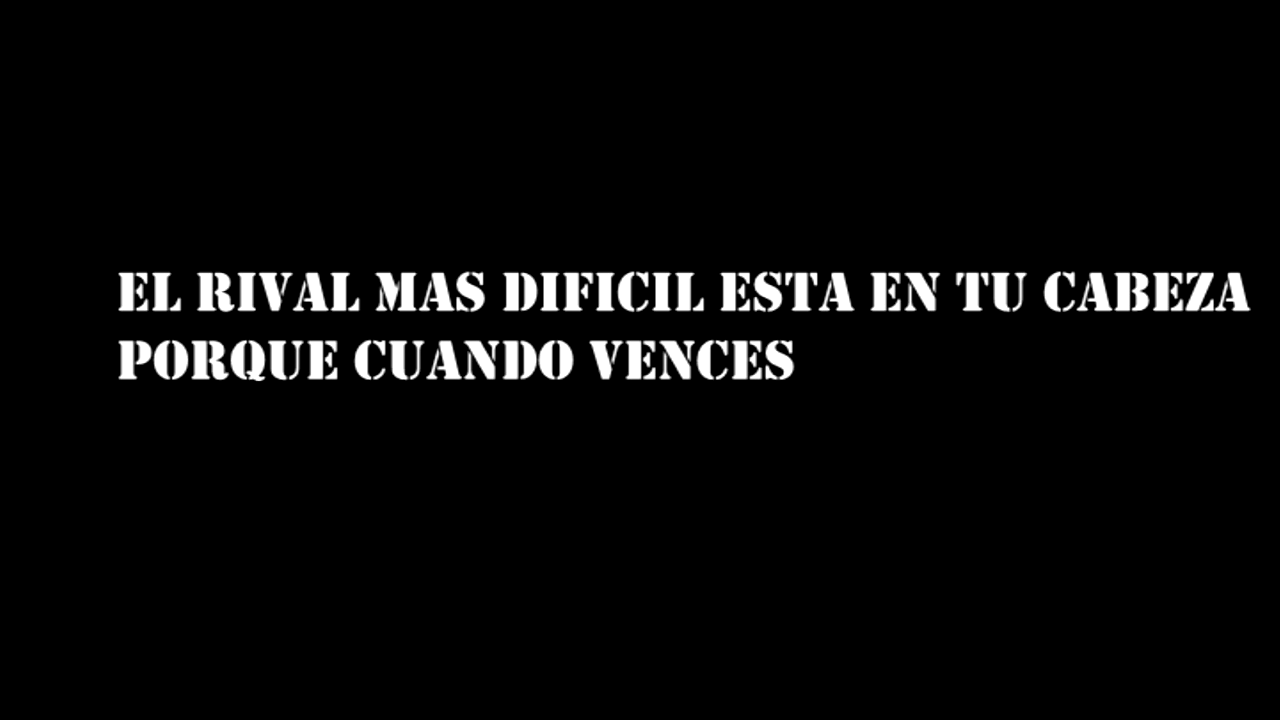 EL RIVAL MAS DIFICIL ESTA EN TU CABEZA
PORQUE CUANDO VENCES